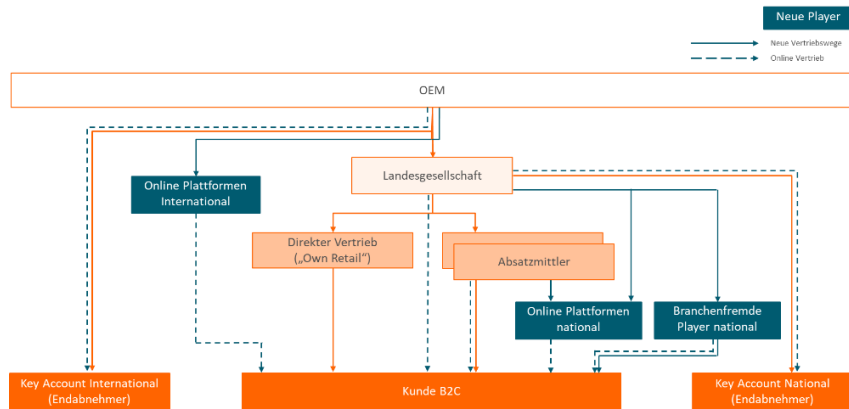 Neue Player
Neue Vertriebswege
Online Vertrieb
OEM
Landesgesellschaft
Online Plattformen
International
Direkter Vertrieb
(„Own Retail“)
Absatzmittler
Online Plattformen
national
Branchenfremde
Player national
Key Account International
(Endabnehmer)
Kunde B2C
Key Account National
(Endabnehmer)